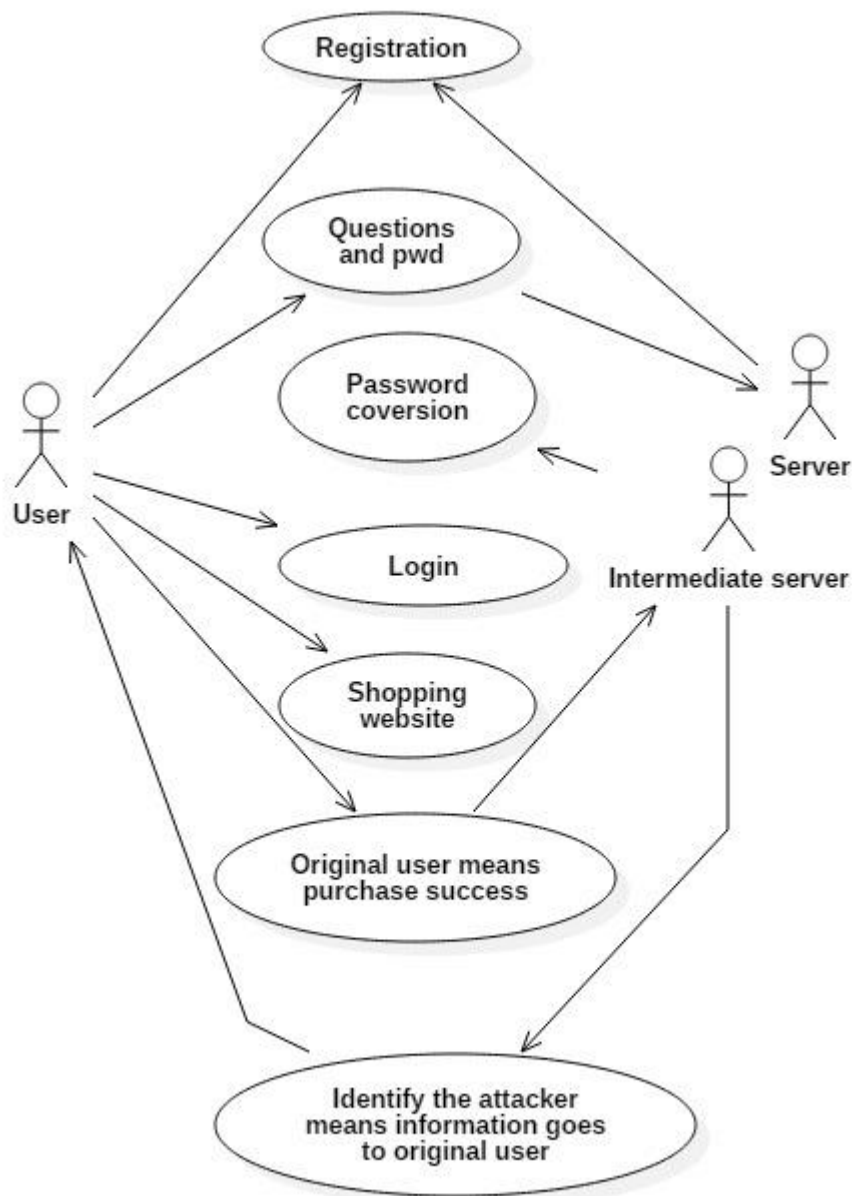 Registration
Questions
and pwd
Password
coversion
Server
User
Login
Intermediate server
Shopping
website
Original user means
purchase success
Identify the attacker
means information goes
to original user